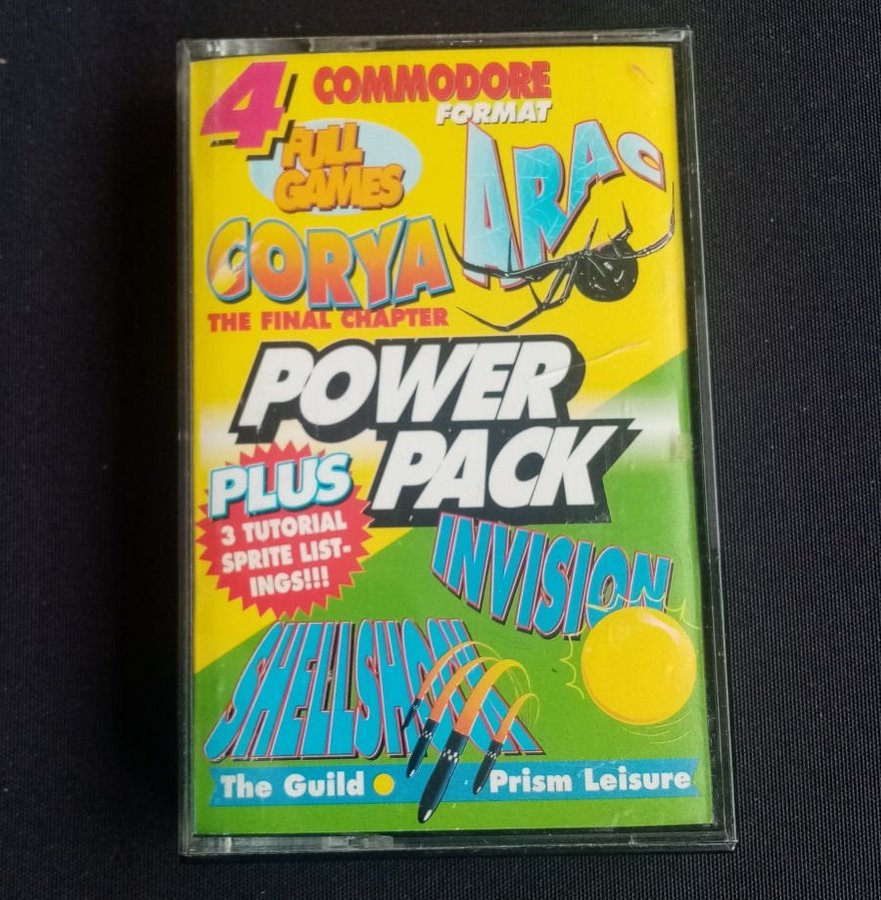 4
COMMODORE
FORMAT
FULL
GAMES
ARAC
CORYA
THE FINAL CHAPTER
POWER
PACK
PLUS
3 TUTORIAL
SPRITE LIST-
INGS!!!
INVISION
SHELLSHOCK
The Guild
Prism Leisure